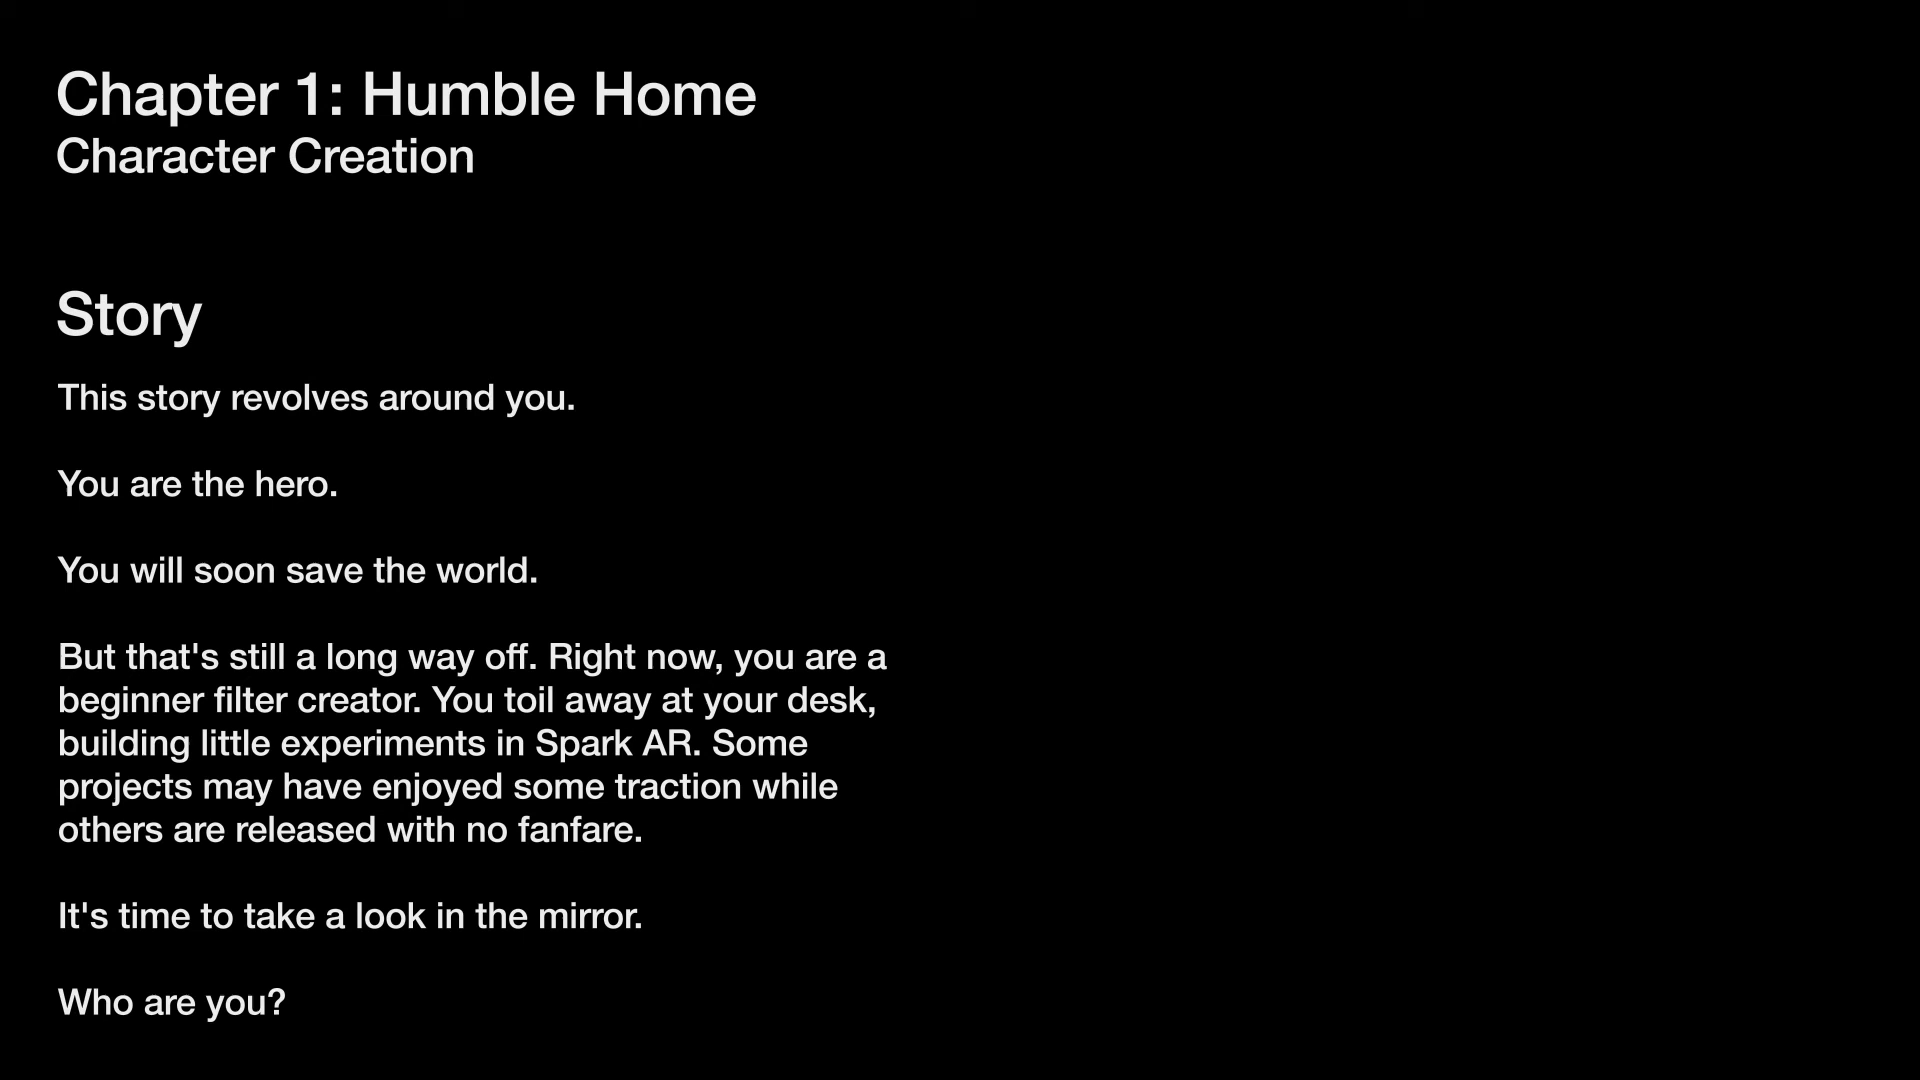 Chapter 1: Humble Home
Character Creation
Story
This story revolves around you.
You are the hero.
You will soon save the world.
But that's still a long way off. Right now, you are a
beginner filter creator. You toil away at your desk,
building little experiments in Spark AR. Some
projects may have enjoyed some traction while
others are released with no fanfare.
It's time to take a look in the mirror.
Who are you?